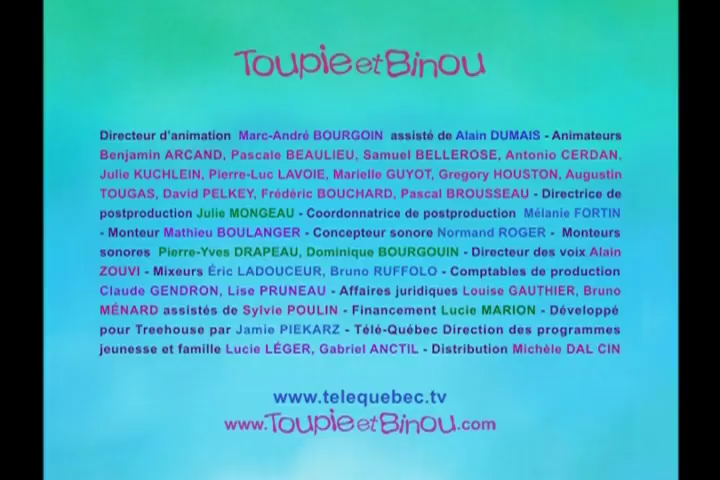 Toupie et Binou
Directeur d'animation Marc-André BOURGOIN assisté de Alain DUMAIS - Animateurs
Benjamin ARCAND, Pascale BEAULIEU, Samuel BELLEROSE, Antonio CERDAN,
Julie KUCHLEIN, Pierre-Luc LAVOIE, Marielle GUYOT, Gregory HOUSTON, Augustin
TOUGAS, David PELKEY, Frédéric BOUCHARD, Pascal BROUSSEAU - Directrice de
postproduction Julie MONGEAU - Coordonnatrice de postproduction Mélanie FORTIN
- Monteur Mathieu BOULANGER - Concepteur sonore Normand ROGER - Monteurs
sonores Pierre-Yves DRAPEAU, Dominique BOURGOUIN - Directeur des voix Alain
ZOUVI - Mixeurs Éric LADOUCEUR, Bruno RUFFOLO - Comptables de production
Claude GENDRON, Lise PRUNEAU - Affaires juridiques Louise GAUTHIER, Bruno
MÉNARD assistés de Sylvie POULIN - Financement Lucie MARION - Développé
pour Treehouse par Jamie PIEKARZ - Télé-Québec Direction des programmes
jeunesse et famille Lucie LÉGER, Gabriel ANCTIL - Distribution Michèle DAL CIN
www.telequebec.tv
www.Toupie et Binou.com